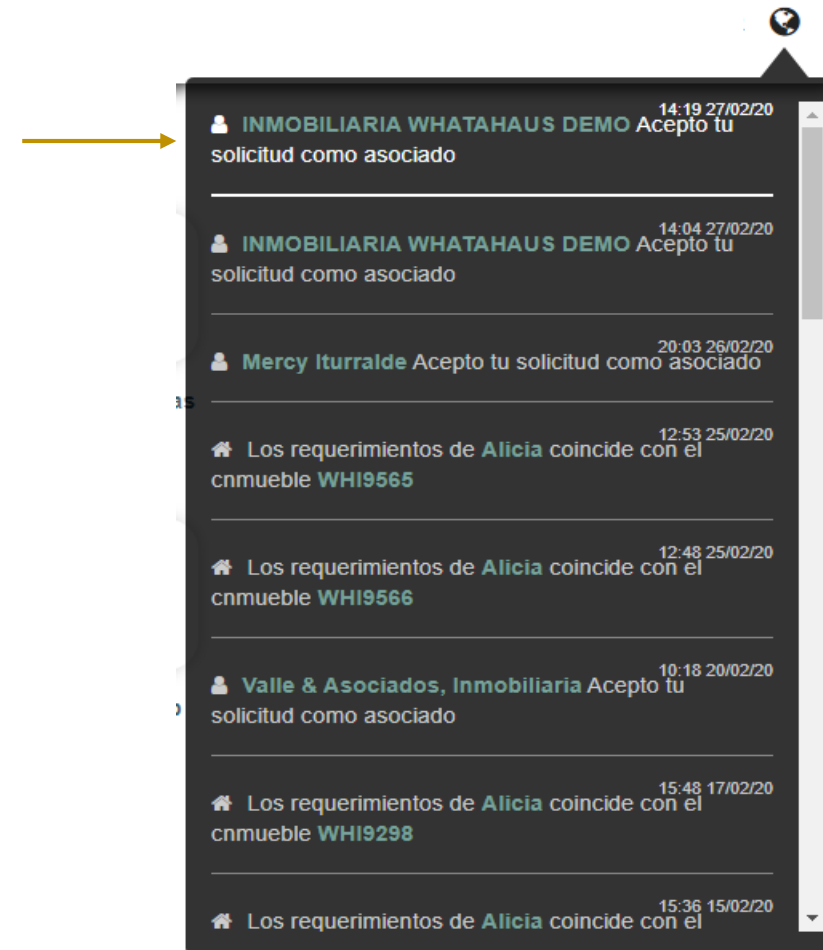 14:19 27/02/20
INMOBILIARIA WHATAHAUS DEMO Acepto tu
solicitud como asociado
14:04 27/02/20
INMOBILIARIA WHATAHAUS DEMO Acepto tu
solicitud como asociado
20:03 26/02/20
Mercy Iturralde Acepto tu solicitud como asociado
as
12:53 25/02/20
Los requerimientos de Alicia coincide con el
cnmueble WHI9565
12:48 25/02/20
Los requerimientos de Alicia coincide con el
cnmueble WHI9566
10:18 20/02/20
Valle & Asociados, Inmobiliaria Acepto tu
solicitud como asociado
15:48 17/02/20
Los requerimientos de Alicia coincide con el
cnmueble WHI9298
15:36 15/02/20
Los requerimientos de Alicia coincide con el